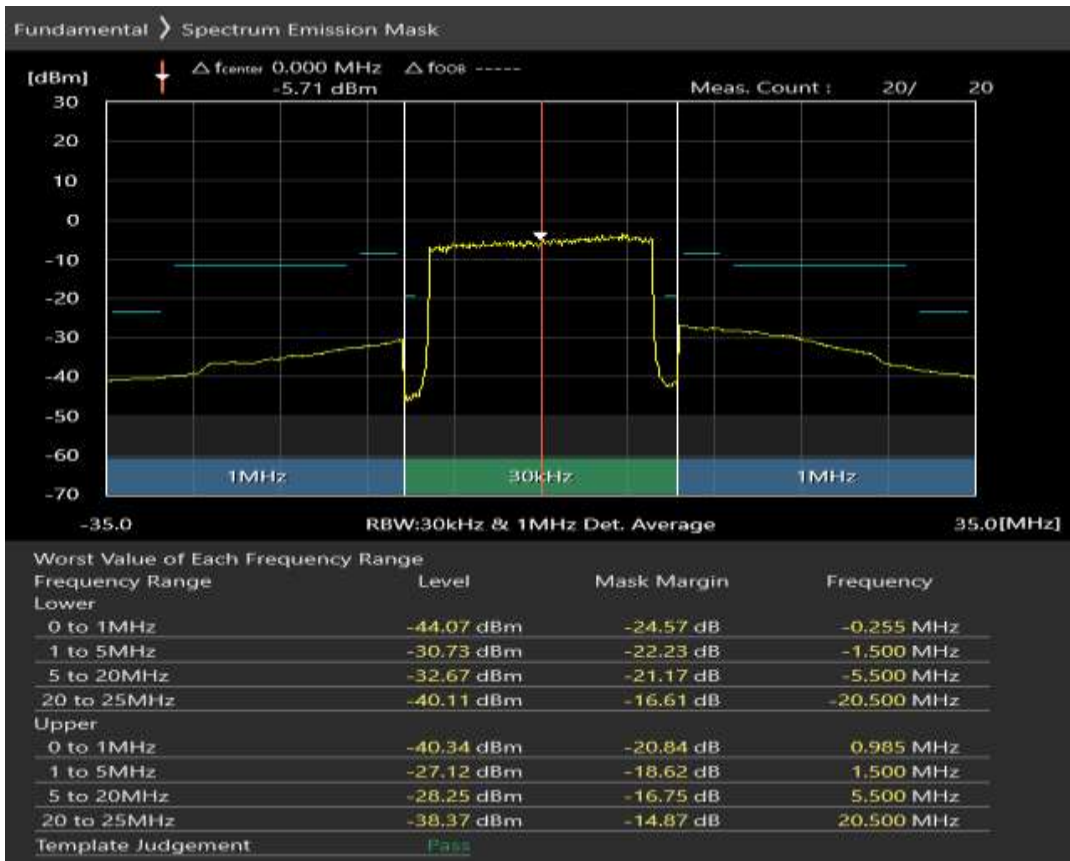 Fundamental 〉 Spectrum Emission Mask
[dBm] △ fcenter 0.000 MHz △ fOOB -----
-5.71 dBm Meas. Count : 20/ 20
30
20
10
0
-10
-20
-30
-40
-50
-60
-70
1MHz 30kHz 1MHz
-35.0 RBW:30kHz & 1MHz Det. Average 35.0[MHz]
Worst Value of Each Frequency Range
Frequency Range Level Mask Margin Frequency
Lower
0 to 1MHz -44.07 dBm -24.57 dB -0.255 MHz
1 to 5MHz -30.73 dBm -22.23 dB -1.500 MHz
5 to 20MHz -32.67 dBm -21.17 dB -5.500 MHz
20 to 25MHz -40.11 dBm -16.61 dB -20.500 MHz
Upper
0 to 1MHz -40.34 dBm -20.84 dB 0.985 MHz
1 to 5MHz -27.12 dBm -18.62 dB 1.500 MHz
5 to 20MHz -28.25 dBm -16.75 dB 5.500 MHz
20 to 25MHz -38.37 dBm -14.87 dB 20.500 MHz
Template Judgement Pass